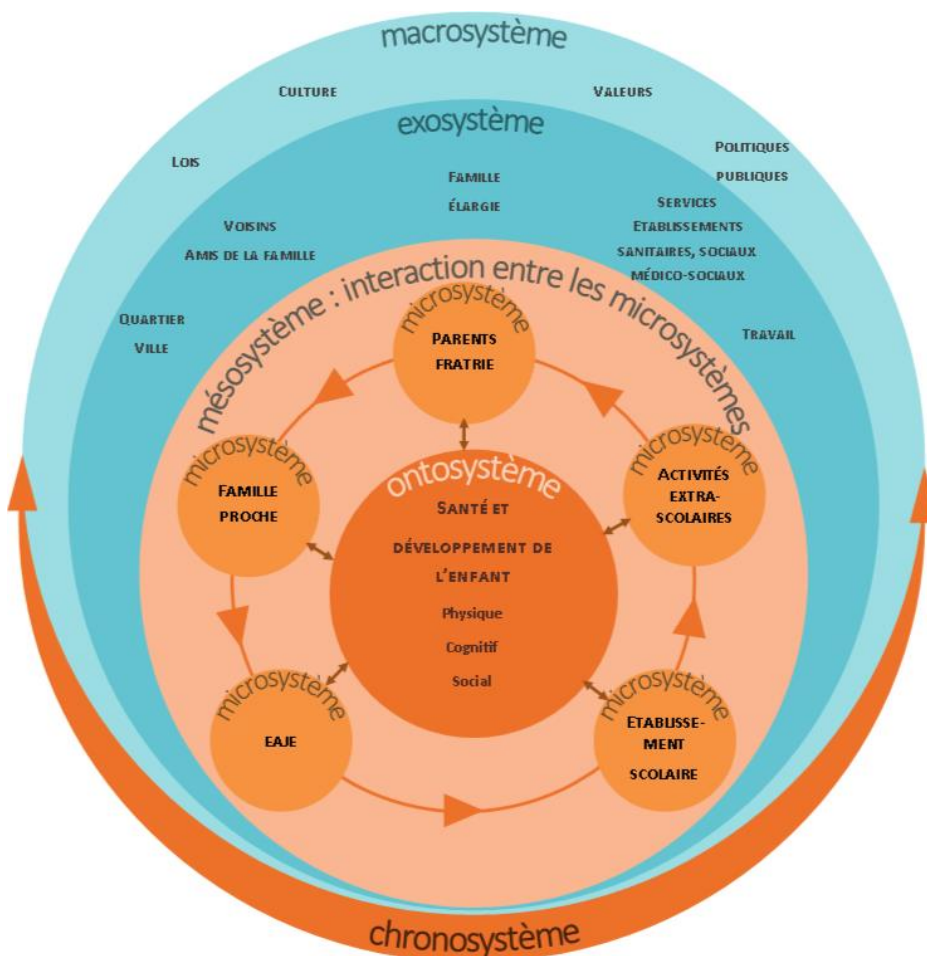 macrosystème
CULTURE
VALEURS
exosystème
LOIS
POLITIQUES
PUBLIQUES
FAMILLE
ÉLARGIE
VOISINS
AMIS DE LA FAMILLE
SERVICES
ETABLISSEMENTS
SANITAIRES, SOCIAUX
MÉDICO-SOCIAUX
QUARTIER
VILLE
TRAVAIL
mésosystème : interaction entre les microsystèmes
microsystème
PARENTS
FRATRIE
microsystème
FAMILLE
PROCHE
microsystème
ACTIVITÉS
EXTRA-
SCOLAIRES
ontosystème
SANTÉ ET
DÉVELOPPEMENT DE
L'ENFANT
Physique
Cognitif
Social
microsystème
EAJE
microsystème
ETABLISSE-
MENT
SCOLAIRE
chronosystème